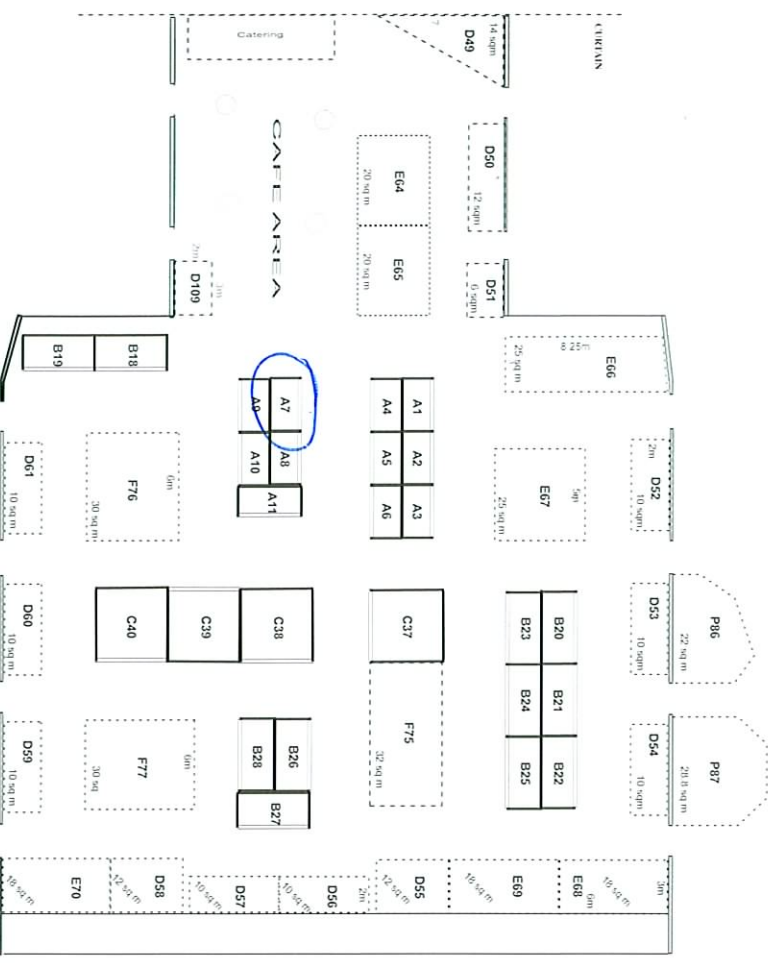 CURTAIN
Catering
D49
14 sqm
7
CAFE AREA
E64
20 sq m
D50
12 sqm
E65
20 sq m
D51
6 sqm
D109
2m
3m
B19
B18
E66
8.25m
25 sq m
A9
A7
A4
A1
A10
A8
A5
A2
A11
A6
A3
D61
10 sq m
F76
6m
30 sq m
E67
5m
25 sq m
D52
2m
10 sqm
D60
10 sq m
C40
C39
C38
C37
B23
B20
D53
10 sqm
P86
22 sq m
B24
B21
D59
10 sq m
F77
6m
30 sq
B28
B26
B27
F75
32 sq m
B25
B22
D54
10 sqm
P87
28.8 sq m
E70
18 sq m
D58
12 sq m
D57
10 sq m
D56
10 sq m
2m
D55
12 sq m
E69
18 sq m
E68
6m
18 sq m
3m